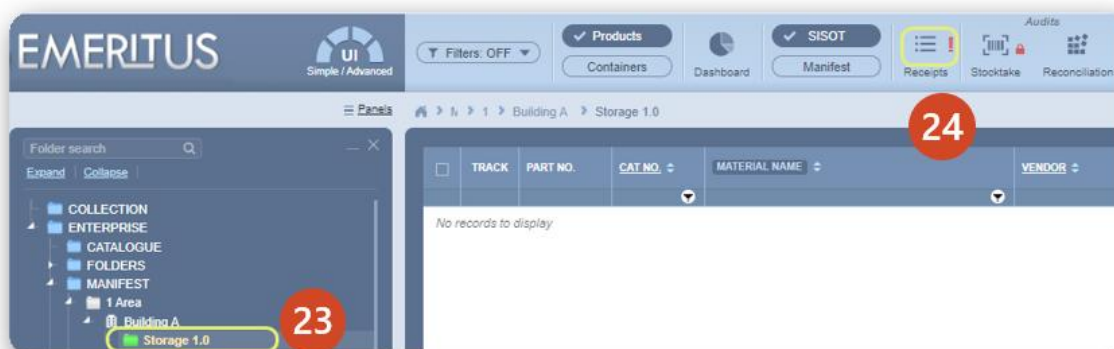 EMERITUS
UI
Simple / Advanced
Filters: OFF
Products
Containers
Dashboard
SISOT
Manifest
Receipts
Audits
Stocktake
Reconciliation
Panels
1
Building A
Storage 1.0
24
Folder search
Expand
Collapse
COLLECTION
ENTERPRISE
CATALOGUE
FOLDERS
MANIFEST
1 Area
Building A
Storage 1.0
23
TRACK
PART NO.
CAT NO.
MATERIAL NAME
VENDOR
No records to display